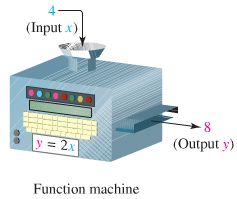 4
(Input x)
y = 2x
8
(Output y)
Function machine